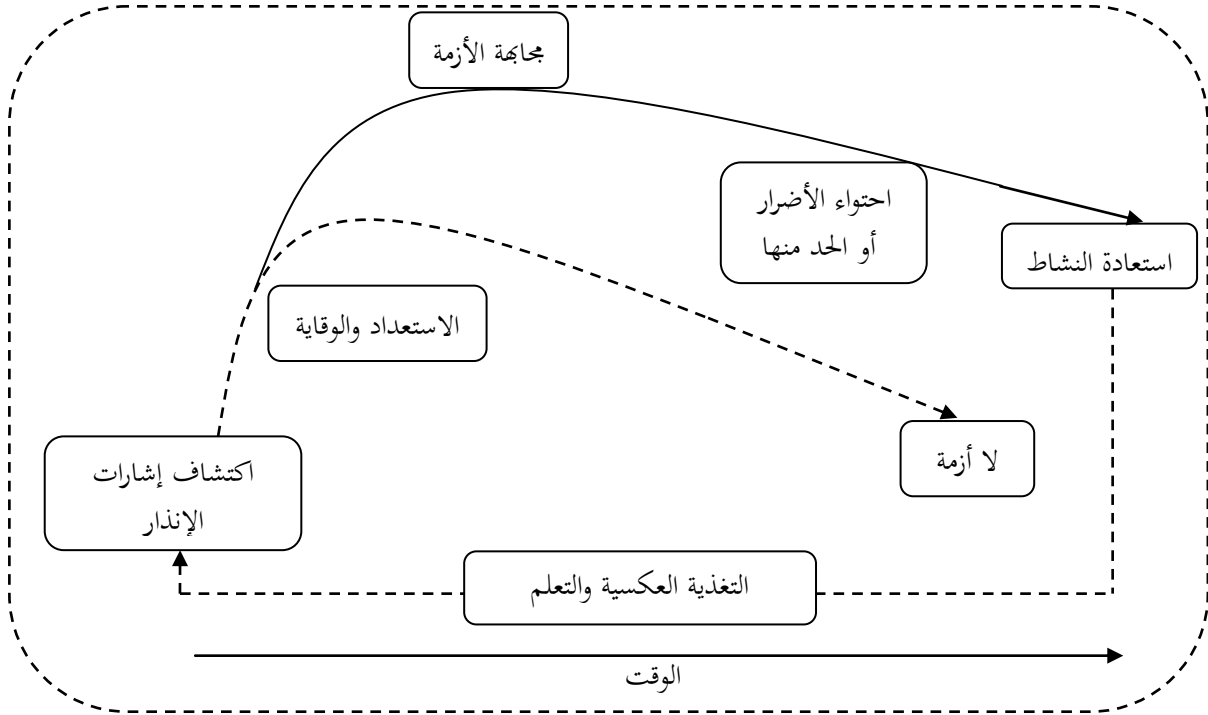 مجابهة الأزمة
احتواء الأضرار
أو الحد منها
استعادة النشاط
الاستعداد والوقاية
لا أزمة
اكتشاف إشارات
الإنذار
التغذية العكسية والتعلم
الوقت